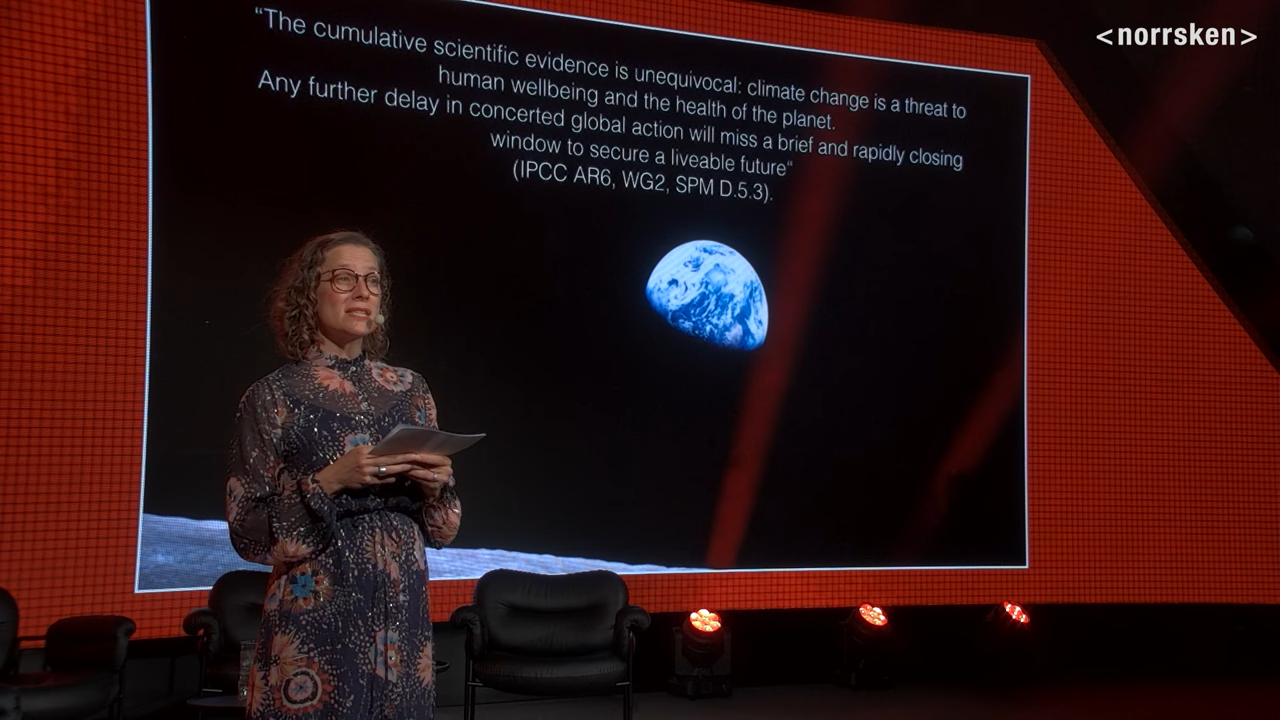 “The cumulative scientific evidence is unequivocal: climate change is a threat to
human wellbeing and the health of the planet.
Any further delay in concerted global action will miss a brief and rapidly closing
window to secure a liveable future“
(IPCC AR6, WG2, SPM D.5.3).
<norrsken>